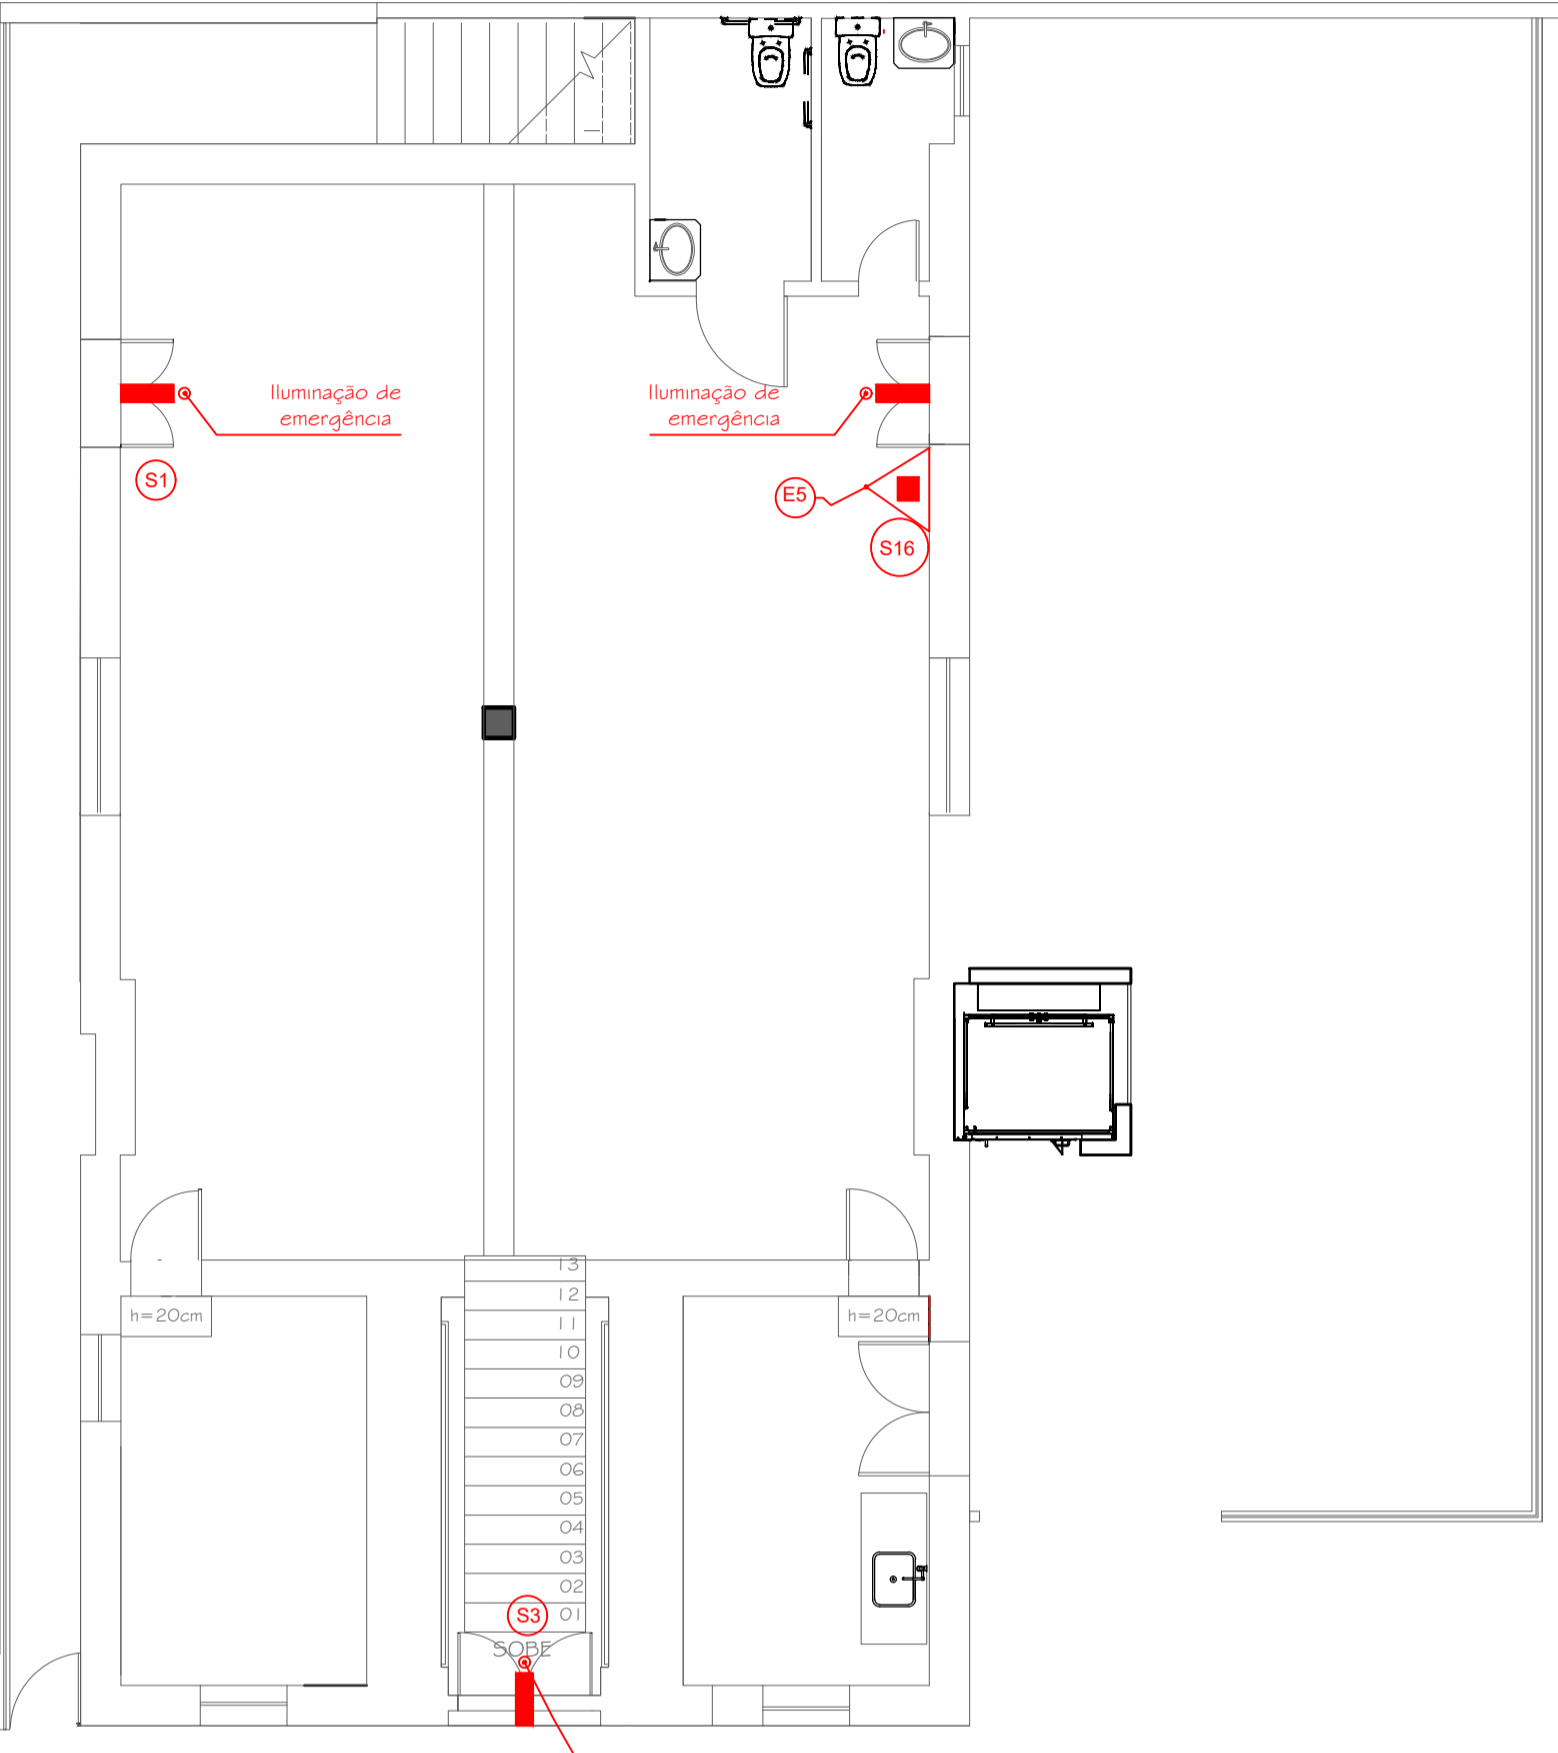 Iluminação de
emergência
Iluminação de
emergência
S1
E5
S16
13
12
11
10
09
08
07
06
05
04
03
02
01
h=20cm
h=20cm
S3
SOBE